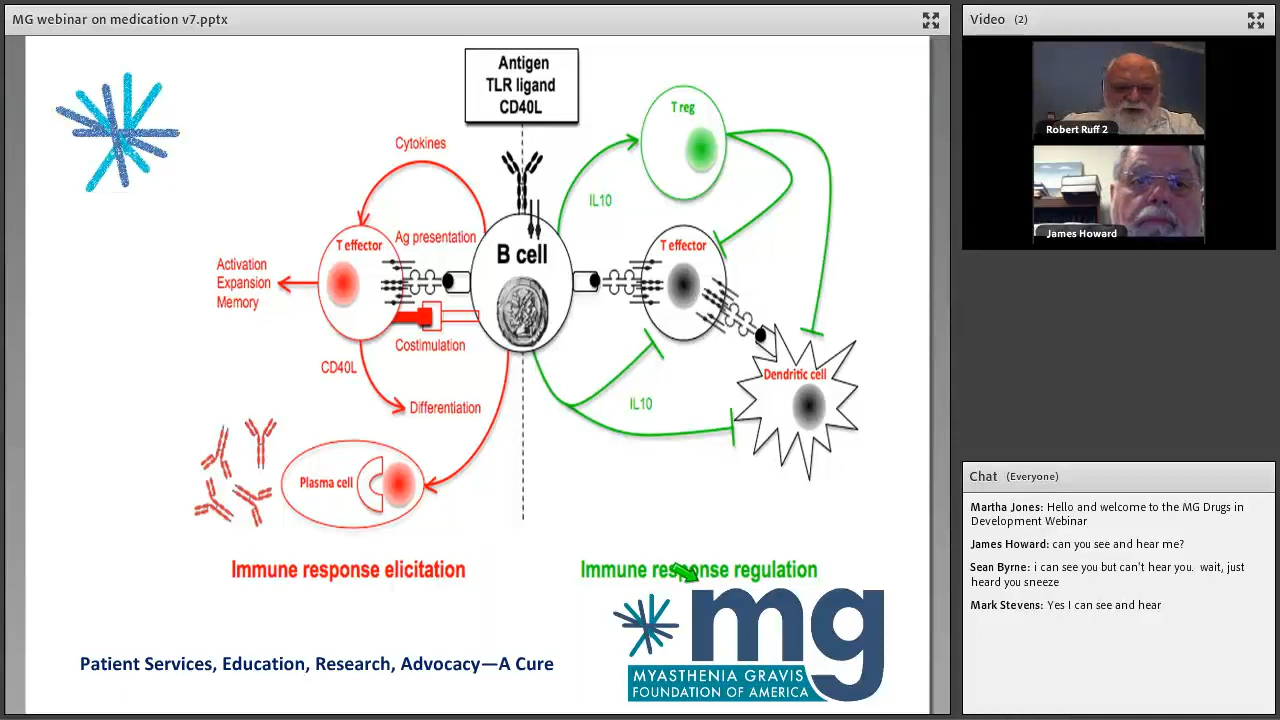 MG webinar on medication v7.pptx
Antigen
TLR ligand
CD40L
T reg
Cytokines
IL10
T effector
Ag presentation
B cell
T effector
Activation
Expansion
Memory
Costimulation
CD40L
Dendritic cell
Differentiation
IL10
Plasma cell
Immune response elicitation
Immune response regulation
mg
MYASTHENIA GRAVIS
FOUNDATION OF AMERICA
Patient Services, Education, Research, Advocacy—A Cure
Video (2)
Robert Ruff 2
James Howard
Chat (Everyone)
Martha Jones: Hello and welcome to the MG Drugs in
Development Webinar
James Howard: can you see and hear me?
Sean Byrne: i can see you bit can't hear you. wait, just
heard you sneeze
Mark Stevens: Yes I can see and hear